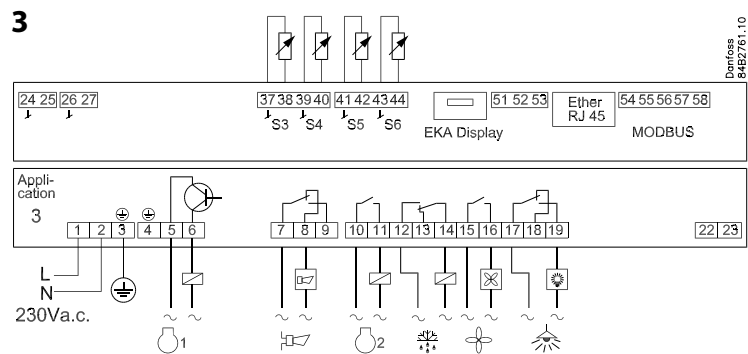 3
Danfoss
84B2761.10
24 25 26 27 37 38 39 40 41 42 43 44 51 52 53 54 55 56 57 58
S3 S4 S5 S6
EKA Display
Ether
RJ 45
MODBUS
Appli-
cation
3
1 2 3 4 5 6 7 8 9 10 11 12 13 14 15 16 17 18 19 22 23
L
N
230Va.c.
1
2